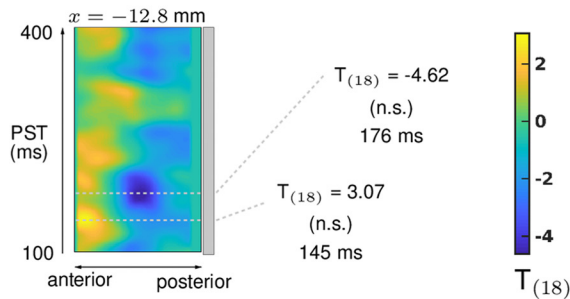 x = −12.8 mm
400
PST
(ms)
100
anterior
posterior
T(18) = -4.62
(n.s.)
176 ms
T(18) = 3.07
(n.s.)
145 ms
2
0
-2
-4
T(18)